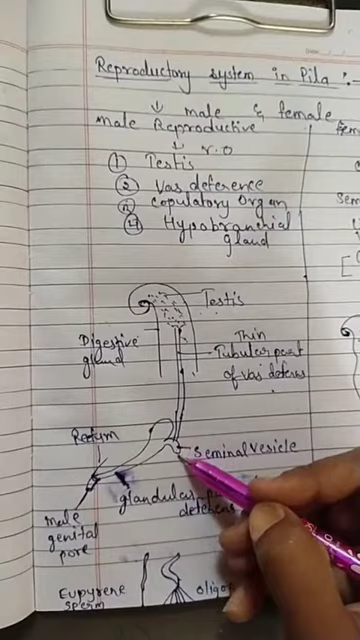 Reproductory system in Pila :-
male & female
male Reproductive
r.o
① Testis
② Vas deference
③ Copulatory Organ
④ Hypobranchial
gland
Testis
Digestive
gland
Thin
Tubular part
of vas deferens
Rectum
Seminal vesicle
glandular
deferens
male
genital
pore
Eupyrene
sperm